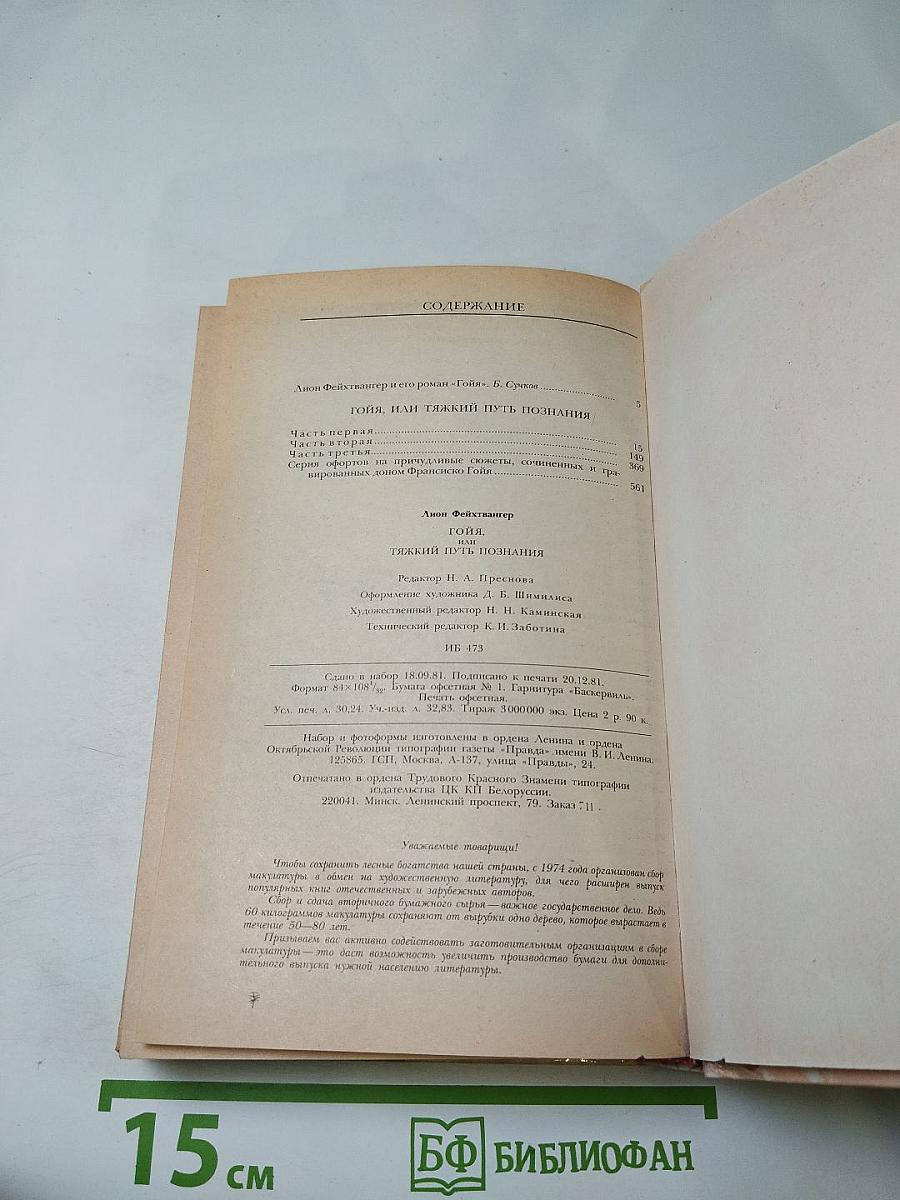 СОДЕРЖАНИЕ
Лион Фейхтвангер и его роман «Гойя». Б. Сучков ..... 5
ГОЙЯ, ИЛИ ТЯЖКИЙ ПУТЬ ПОЗНАНИЯ
Часть первая ..... 15
Часть вторая ..... 149
Часть третья ..... 369
Серия офортов на причудливые сюжеты, сочиненных и гра-
вированных доном Франсиско Гойя ..... 561
Лион Фейхтвангер
ГОЙЯ,
ИЛИ
ТЯЖКИЙ ПУТЬ ПОЗНАНИЯ
Редактор Н. А. Преснова
Оформление художника Д. Б. Шимилиса
Художественный редактор Н. Н. Каминская
Технический редактор К. И. Заботина
ИБ 473
Сдано в набор 18.09.81. Подписано к печати 20.12.81.
Формат 84×108 1/32. Бумага офсетная № 1. Гарнитура «Баскервиль».
Печать офсетная.
Усл. печ. л. 30,24. Уч.-изд. л. 32,83. Тираж 3 000 000 экз. Цена 2 р. 90 к.
Набор и фотоформы изготовлены в ордена Ленина и ордена
Октябрьской Революции типографии газеты «Правда» имени В. И. Ленина.
125865. ГСП, Москва, А-137, улица «Правды», 24.
Отпечатано в ордена Трудового Красного Знамени типографии
издательства ЦК КП Белоруссии.
220041. Минск. Ленинский проспект, 79. Заказ
Уважаемые товарищи!
Чтобы сохранить лесные богатства нашей страны, с 1974 года организован сбор
макулатуры в обмен на художественную литературу, для чего расширен выпуск
популярных книг отечественных и зарубежных авторов.
Сбор и сдача вторичного бумажного сырья — важное государственное дело. Ведь
60 килограммов макулатуры сохраняют от вырубки одно дерево, которое вырастает в
течение 50—80 лет.
Призываем вас активно содействовать заготовительным организациям в сборе
макулатуры — это даст возможность увеличить производство бумаги для дополни-
тельного выпуска нужной населению литературы.
15 см
БФ БИБЛИОФАН